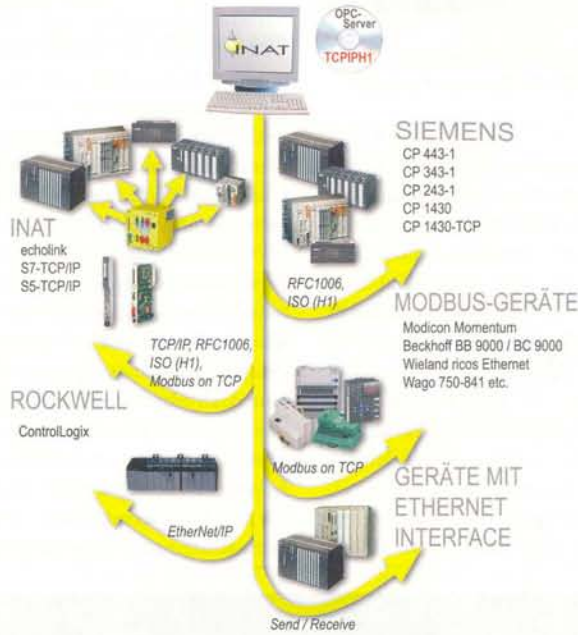 OPC-
Server
TCPIPH1
INAT
SIEMENS
CP 443-1
CP 343-1
CP 243-1
CP 1430
CP 1430-TCP
INAT
echolink
S7-TCP/IP
S5-TCP/IP
RFC1006,
ISO (H1)
MODBUS-GERÄTE
Modicon Momentum
Beckhoff BB 9000 / BC 9000
Wieland ricos Ethernet
Wago 750-841 etc.
TCP/IP, RFC1006,
ISO (H1),
Modbus on TCP
ROCKWELL
ControlLogix
Modbus on TCP
GERÄTE MIT
ETHERNET
INTERFACE
EtherNet/IP
Send / Receive